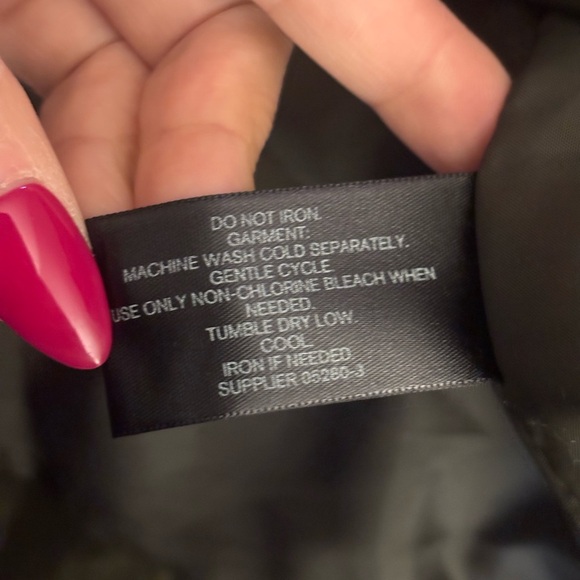 DO NOT IRON.
GARMENT:
MACHINE WASH COLD SEPARATELY.
GENTLE CYCLE
USE ONLY NON-CHLORINE BLEACH WHEN
NEEDED.
TUMBLE DRY LOW.
COOL
IRON IF NEEDED.
SUPPLIER 05280-3